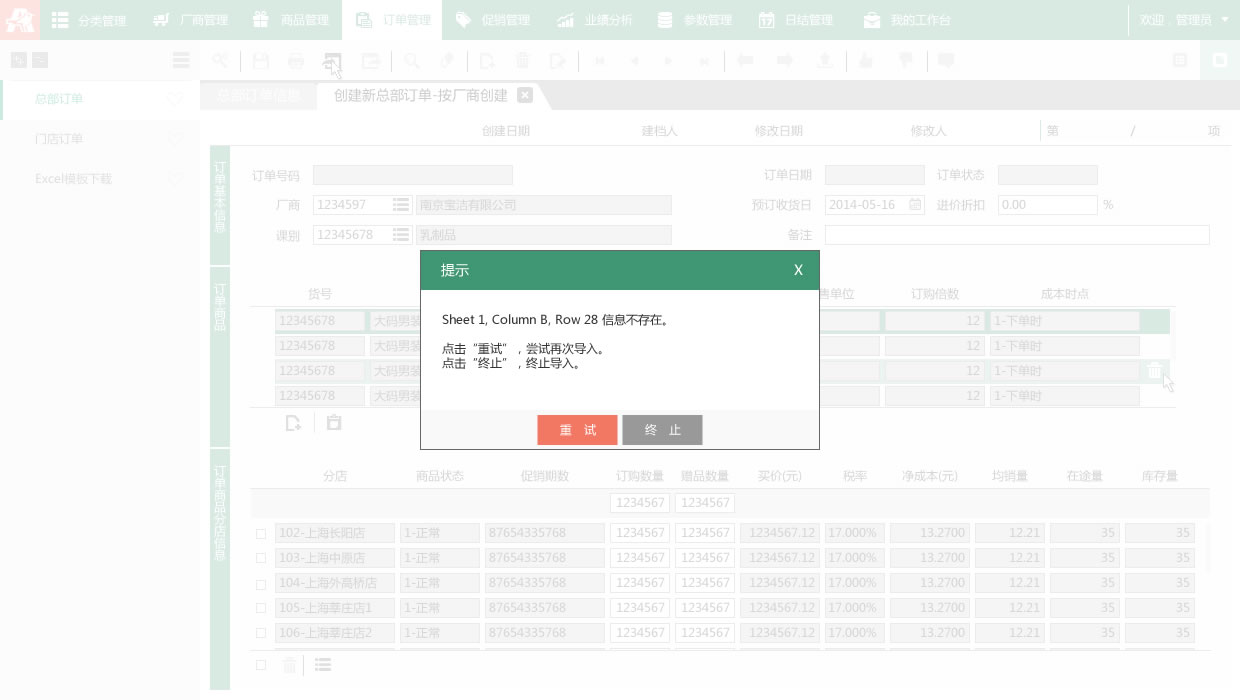 分类管理 厂商管理 商品管理 订单管理 促销管理 业绩分析 参数管理 日结管理 我的工作台 欢迎，管理员
总部订单 总部订单信息 创建新总部订单-按厂商创建
门店订单
Excel模板下载
创建日期 建档人 修改日期 修改人 第 / 项
订单基本信息
订单号码 订单日期 订单状态
厂商 1234597 南京宝洁有限公司 预订收货日 2014-05-16 进价折扣 0.00 %
课别 12345678 乳制品 备注
提示 X
Sheet 1, Column B, Row 28 信息不存在。
点击“重试”，尝试再次导入。
点击“终止”，终止导入。
重 试 终 止
订单商品
货号 售单位 订购倍数 成本时点
12345678 大码男装 12 1-下单时
12345678 大码男装 12 1-下单时
12345678 大码男装 12 1-下单时
12345678 大码男装 12 1-下单时
订单商品分店信息
分店 商品状态 促销期数 订购数量 赠品数量 买价(元) 税率 净成本(元) 均销量 在途量 库存量
1234567 1234567
102-上海长阳店 1-正常 87654335768 1234567 1234567 1234567.12 17.000% 13.2700 12.21 35 35
103-上海中原店 1-正常 87654335768 1234567 1234567 1234567.12 17.000% 13.2700 12.21 35 35
104-上海外高桥店 1-正常 87654335768 1234567 1234567 1234567.12 17.000% 13.2700 12.21 35 35
105-上海莘庄店1 1-正常 87654335768 1234567 1234567 1234567.12 17.000% 13.2700 12.21 35 35
106-上海莘庄店2 1-正常 87654335768 1234567 1234567 1234567.12 17.000% 13.2700 12.21 35 35